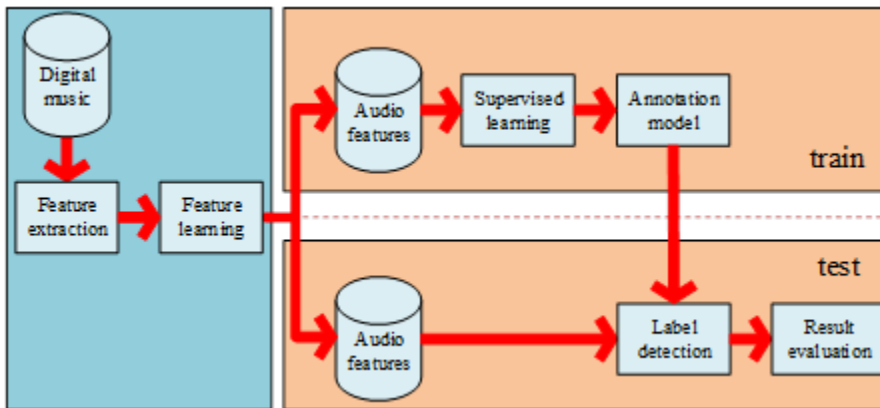 Digital
music
Feature
extraction
Feature
learning
Audio
features
Supervised
learning
Annotation
model
train
test
Audio
features
Label
detection
Result
evaluation